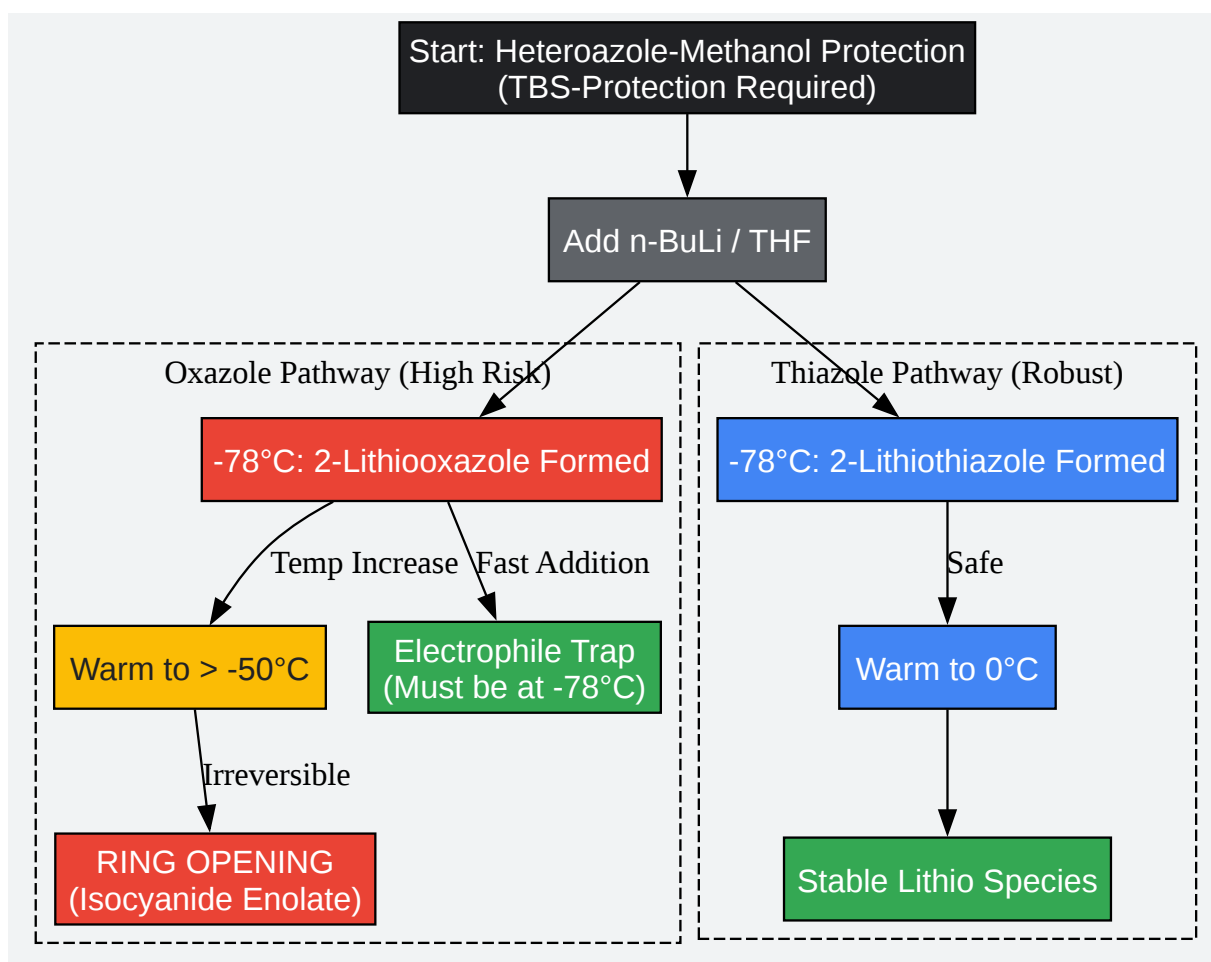 Start: Heteroazole-Methanol Protection
(TBS-Protection Required)
Add n-BuLi / THF
Oxazole Pathway (High Risk)
-78°C: 2-Lithiooxazole Formed
Temp Increase
Fast Addition
Warm to > -50°C
Electrophile Trap
(Must be at -78°C)
Irreversible
RING OPENING
(Isocyanide Enolate)
Thiazole Pathway (Robust)
-78°C: 2-Lithiothiazole Formed
Safe
Warm to 0°C
Stable Lithio Species